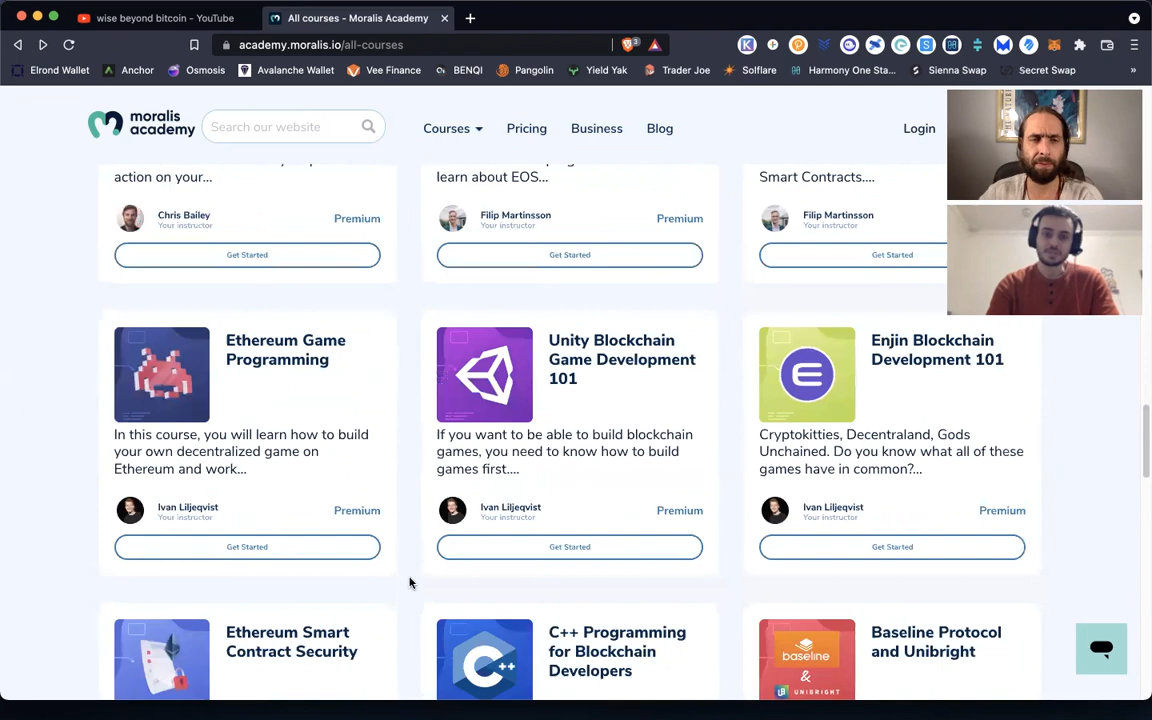 wise beyond bitcoin - YouTube
All courses - Moralis Academy
academy.moralis.io/all-courses
3
Elrond Wallet
Anchor
Osmosis
Avalanche Wallet
Vee Finance
BENQI
Pangolin
Yield Yak
Trader Joe
Solflare
Harmony One Sta...
Sienna Swap
Secret Swap
»
moralis
academy
Search our website
Courses
Pricing
Business
Blog
Login
action on your...
Chris Bailey
Your instructor
Premium
Get Started
learn about EOS...
Filip Martinsson
Your instructor
Premium
Get Started
Smart Contracts....
Filip Martinsson
Your instructor
Get Started
Ethereum Game
Programming
In this course, you will learn how to build
your own decentralized game on
Ethereum and work...
Ivan Liljeqvist
Your instructor
Premium
Get Started
Unity Blockchain
Game Development
101
If you want to be able to build blockchain
games, you need to know how to build
games first....
Ivan Liljeqvist
Your instructor
Premium
Get Started
Enjin Blockchain
Development 101
Cryptokitties, Decentraland, Gods
Unchained. Do you know what all of these
games have in common?...
Ivan Liljeqvist
Your instructor
Premium
Get Started
Ethereum Smart
Contract Security
C++
C++ Programming
for Blockchain
Developers
baseline
&
UNIBRIGHT
Baseline Protocol
and Unibright